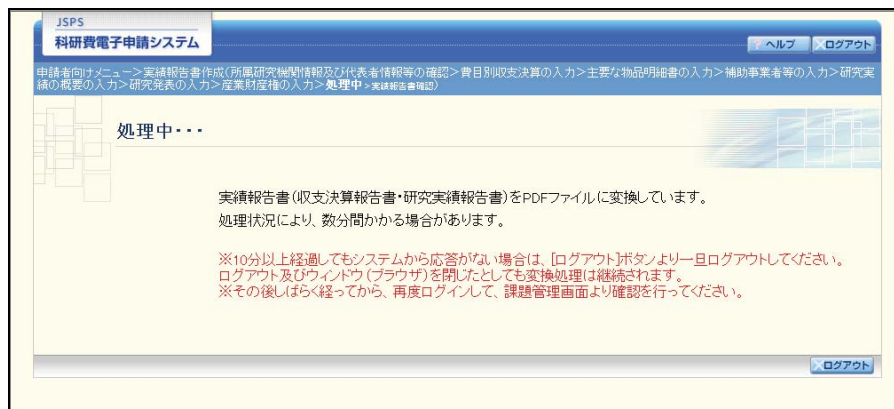 JSPS
科研費電子申請システム
? ヘルプ
ログアウト
申請者向けメニュー>実績報告書作成(所属研究機関情報及び代表者情報等の確認>費目別収支決算の入力>主要な物品明細書の入力>補助事業者等の入力>研究実
績の概要の入力>研究発表の入力>産業財産権の入力>処理中>実績報告書確認)
処理中・・・
実績報告書(収支決算報告書・研究実績報告書)をPDFファイルに変換しています。
処理状況により、数分間かかる場合があります。
※10分以上経過してもシステムから応答がない場合は、[ログアウト]ボタンより一旦ログアウトしてください。
ログアウト及びウィンドウ(ブラウザ)を閉じたとしても変換処理は継続されます。
※その後しばらく経ってから、再度ログインして、課題管理画面より確認を行ってください。
ログアウト